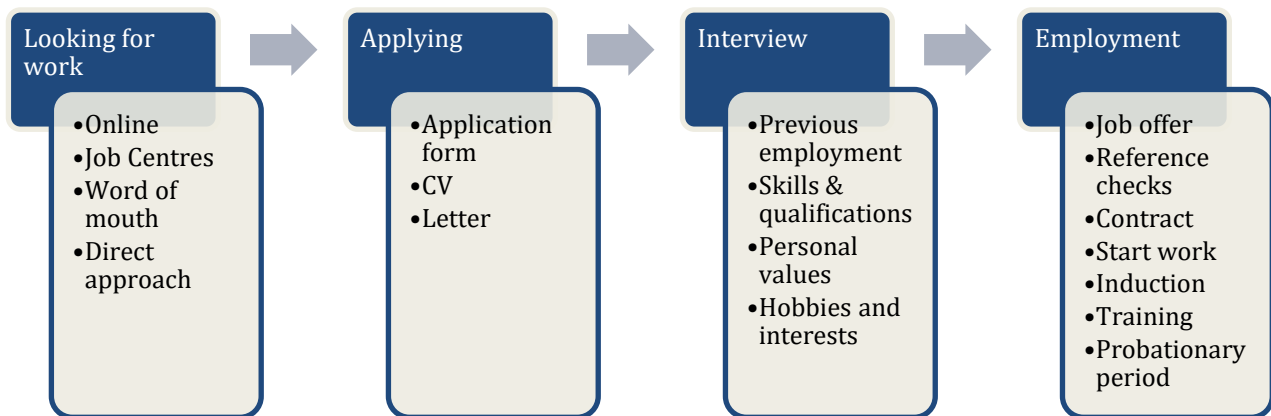 Looking for
work
•Online
•Job Centres
•Word of
mouth
•Direct
approach
Applying
•Application
form
•CV
•Letter
Interview
•Previous
employment
•Skills &
qualifications
•Personal
values
•Hobbies and
interests
Employment
•Job offer
•Reference
checks
•Contract
•Start work
•Induction
•Training
•Probationary
period